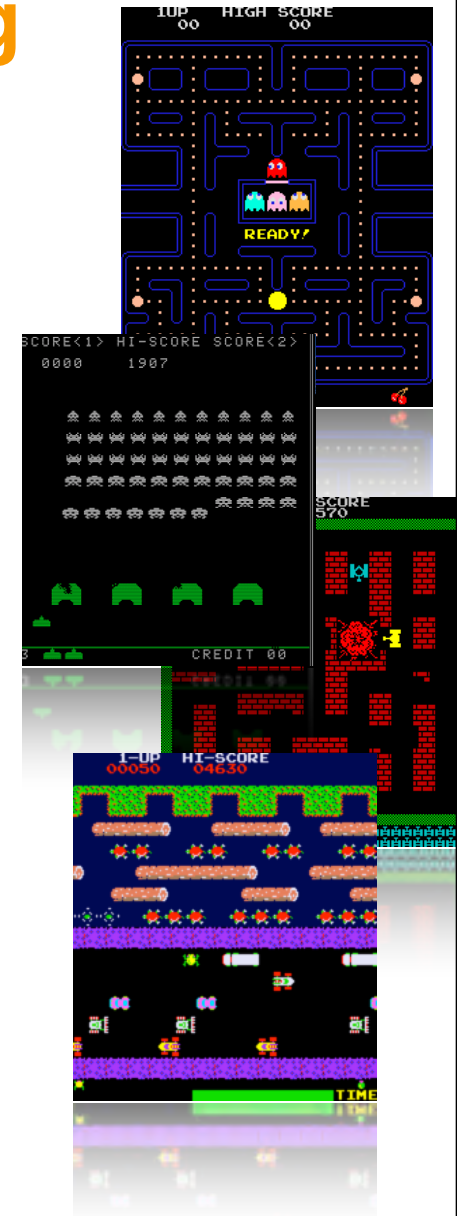 g
1UP HIGH SCORE
00 00
READY!
SCORE<1> HI-SCORE SCORE<2>
0000 1907
3 CREDIT 00
SCORE
570
1-UP HI-SCORE
00050 04630
TIME